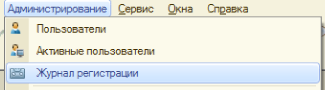 Администрирование Сервис Окна Справка
Пользователи
Активные пользователи
Журнал регистрации